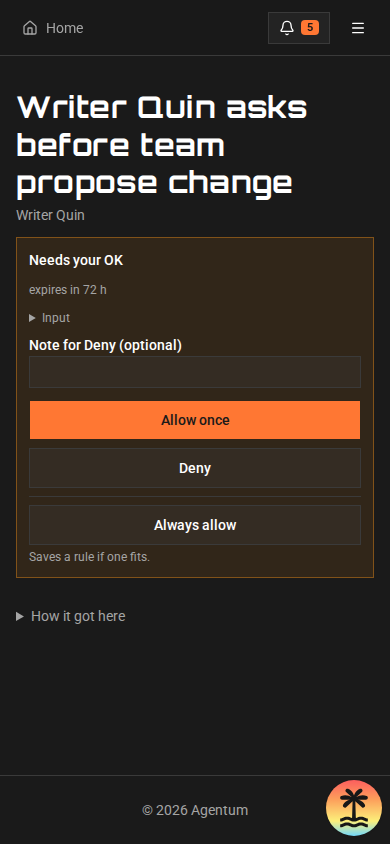 Home
5
Writer Quin asks
before team
propose change
Writer Quin
Needs your OK
expires in 72 h
Input
Note for Deny (optional)
Allow once
Deny
Always allow
Saves a rule if one fits.
How it got here
© 2026 Agentum